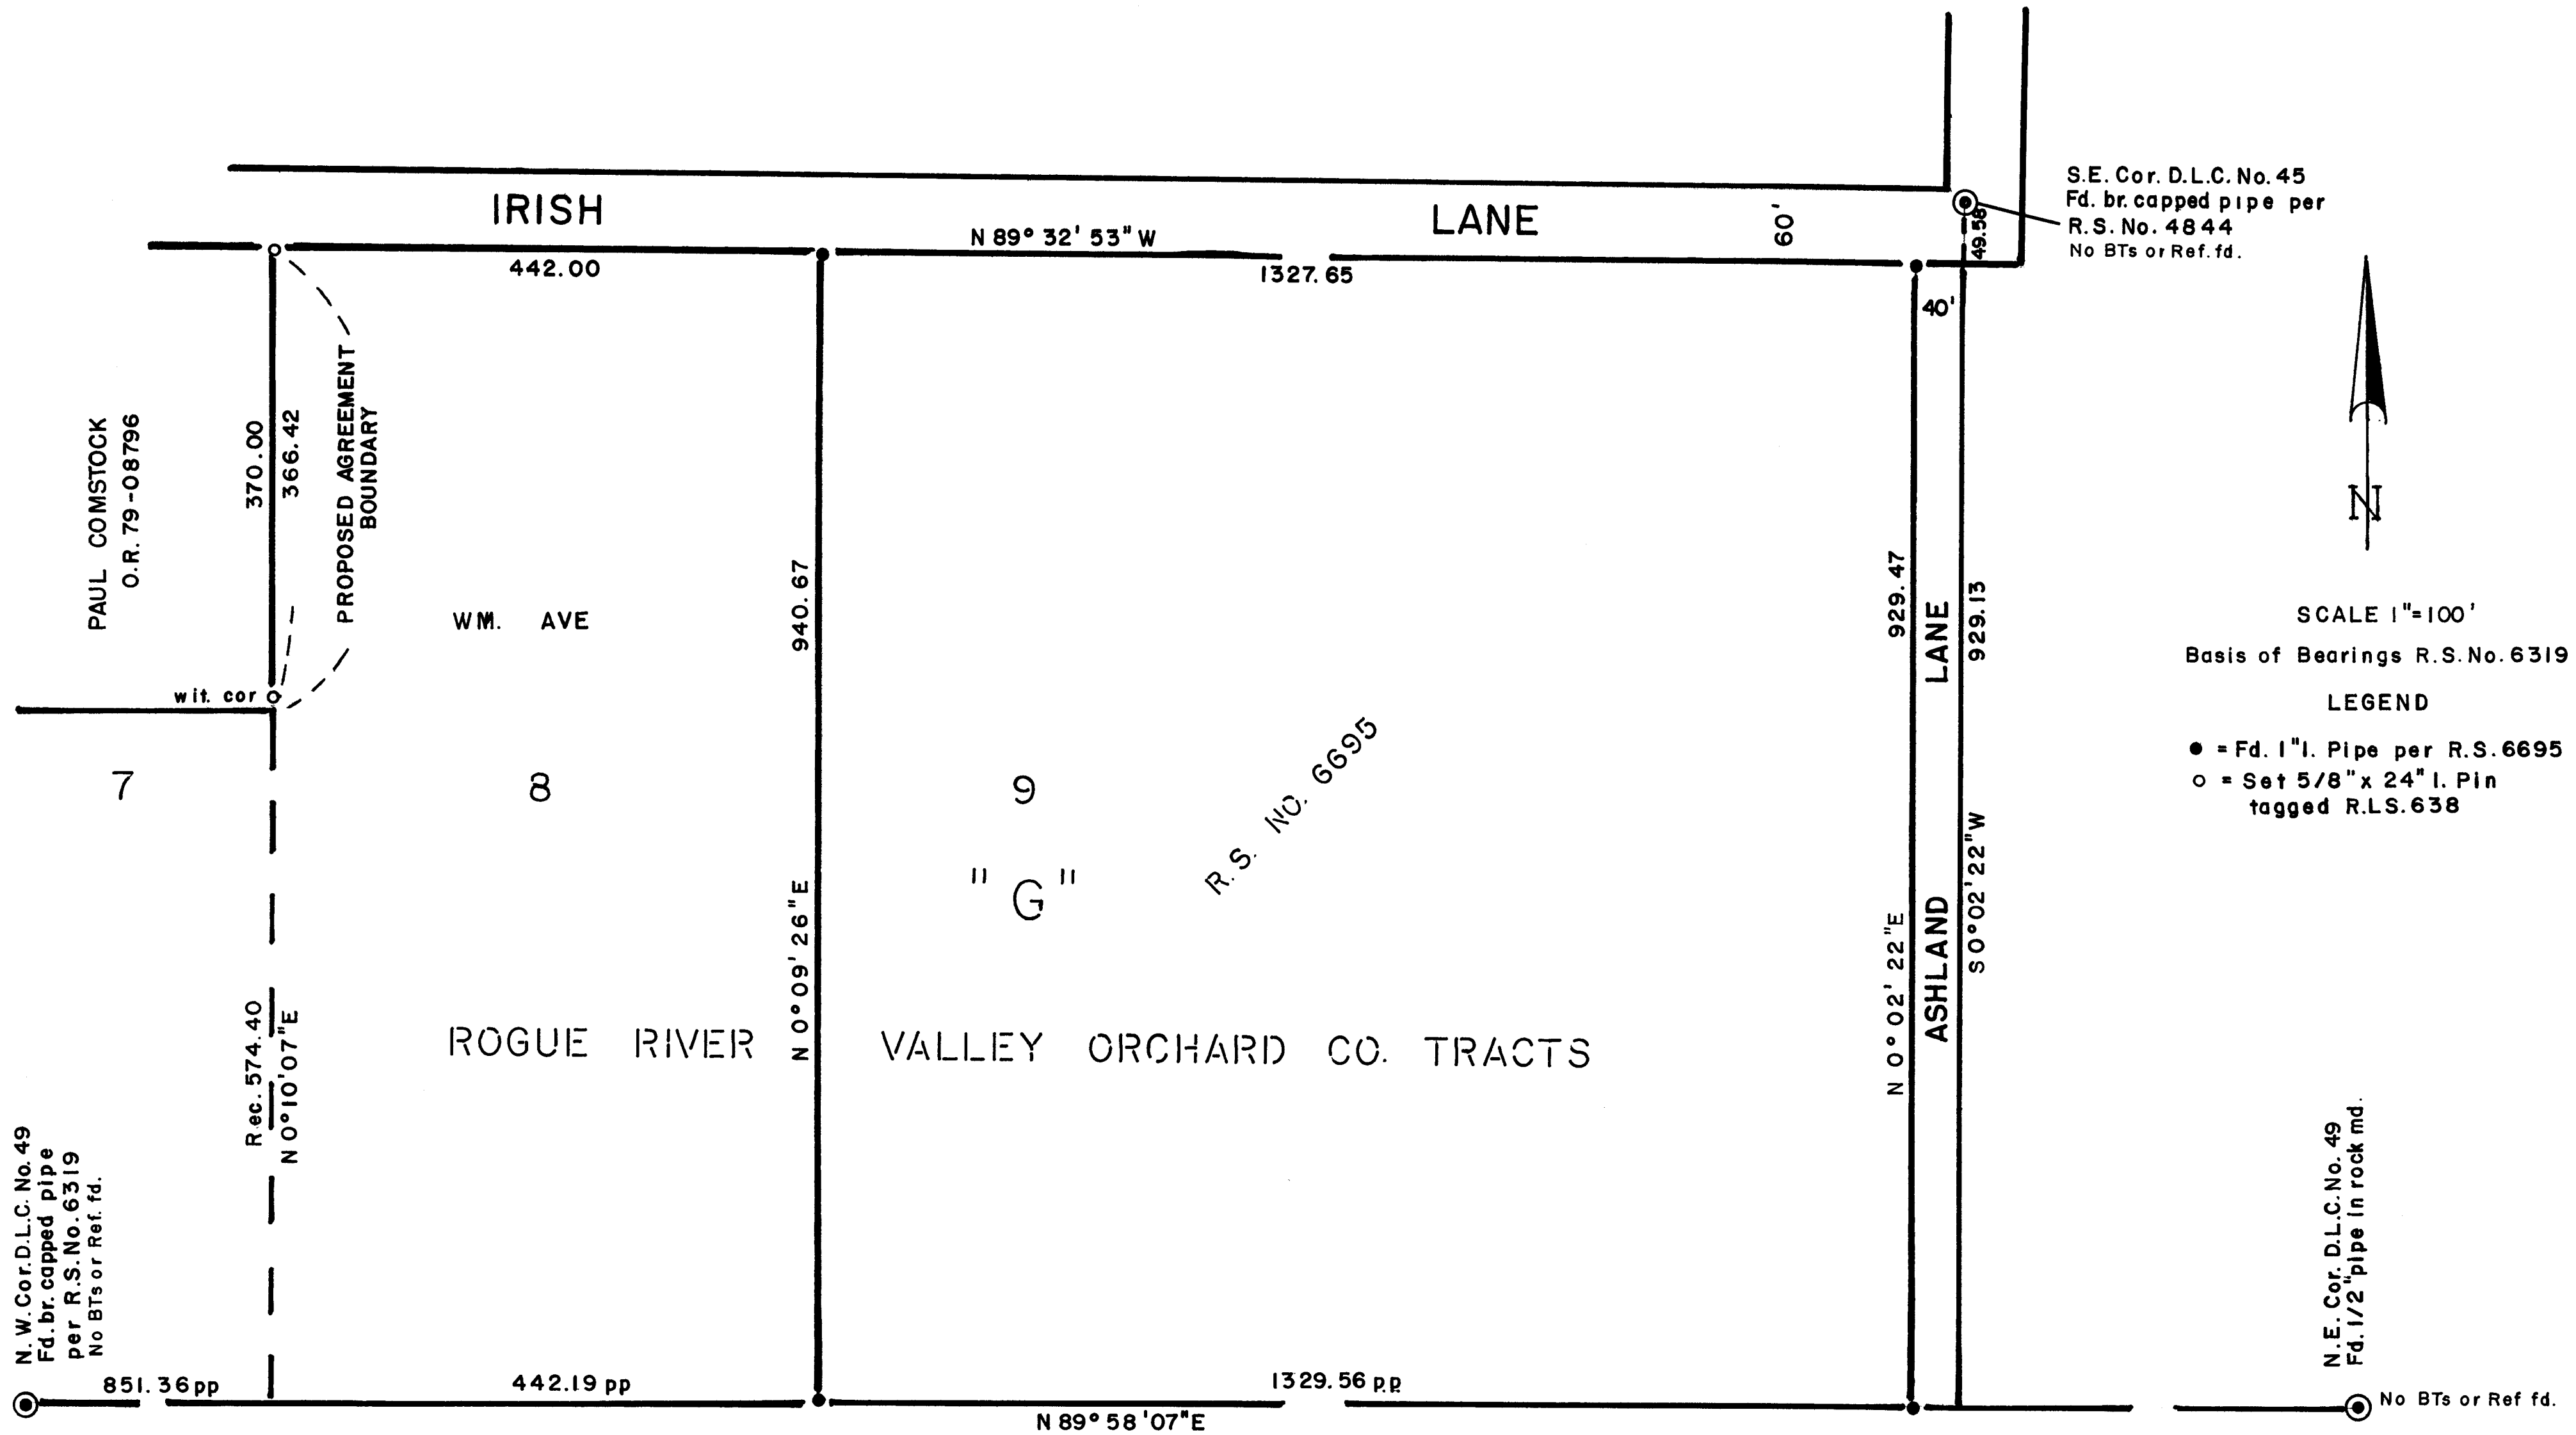 S.E. Cor. D.L.C. No. 45
Fd. br. capped pipe per
R.S. No. 4844
No BTs or Ref. fd.
IRISH LANE
60'
49.58
N 89° 32' 53" W
442.00
1327.65
40'
PAUL COMSTOCK
O.R. 79-08796
370.00
366.42
PROPOSED AGREEMENT
BOUNDARY
WM. AVE
940.67
929.47
929.13
N
SCALE 1"=100'
Basis of Bearings R.S. No. 6319
LEGEND
= Fd. 1" I. Pipe per R.S. 6695
= Set 5/8" x 24" I. Pin
tagged R.LS. 638
wit. cor
7
8
9
"G"
R.S. NO. 6695
N 0° 09' 26" E
N 0° 02' 22" E
ASHLAND LANE
S 0° 02' 22" W
ROGUE RIVER VALLEY ORCHARD CO. TRACTS
Rec. 574.40
N 0° 10' 07" E
N.W. Cor. D.L.C. No. 49
Fd. br. capped pipe
per R.S. No. 6319
No BTs or Ref. fd.
N.E. Cor. D.L.C. No. 49
Fd. 1/2" pipe in rock md.
851.36 pp
442.19 pp
1329.56 p.p.
N 89° 58' 07" E
No BTs or Ref fd.